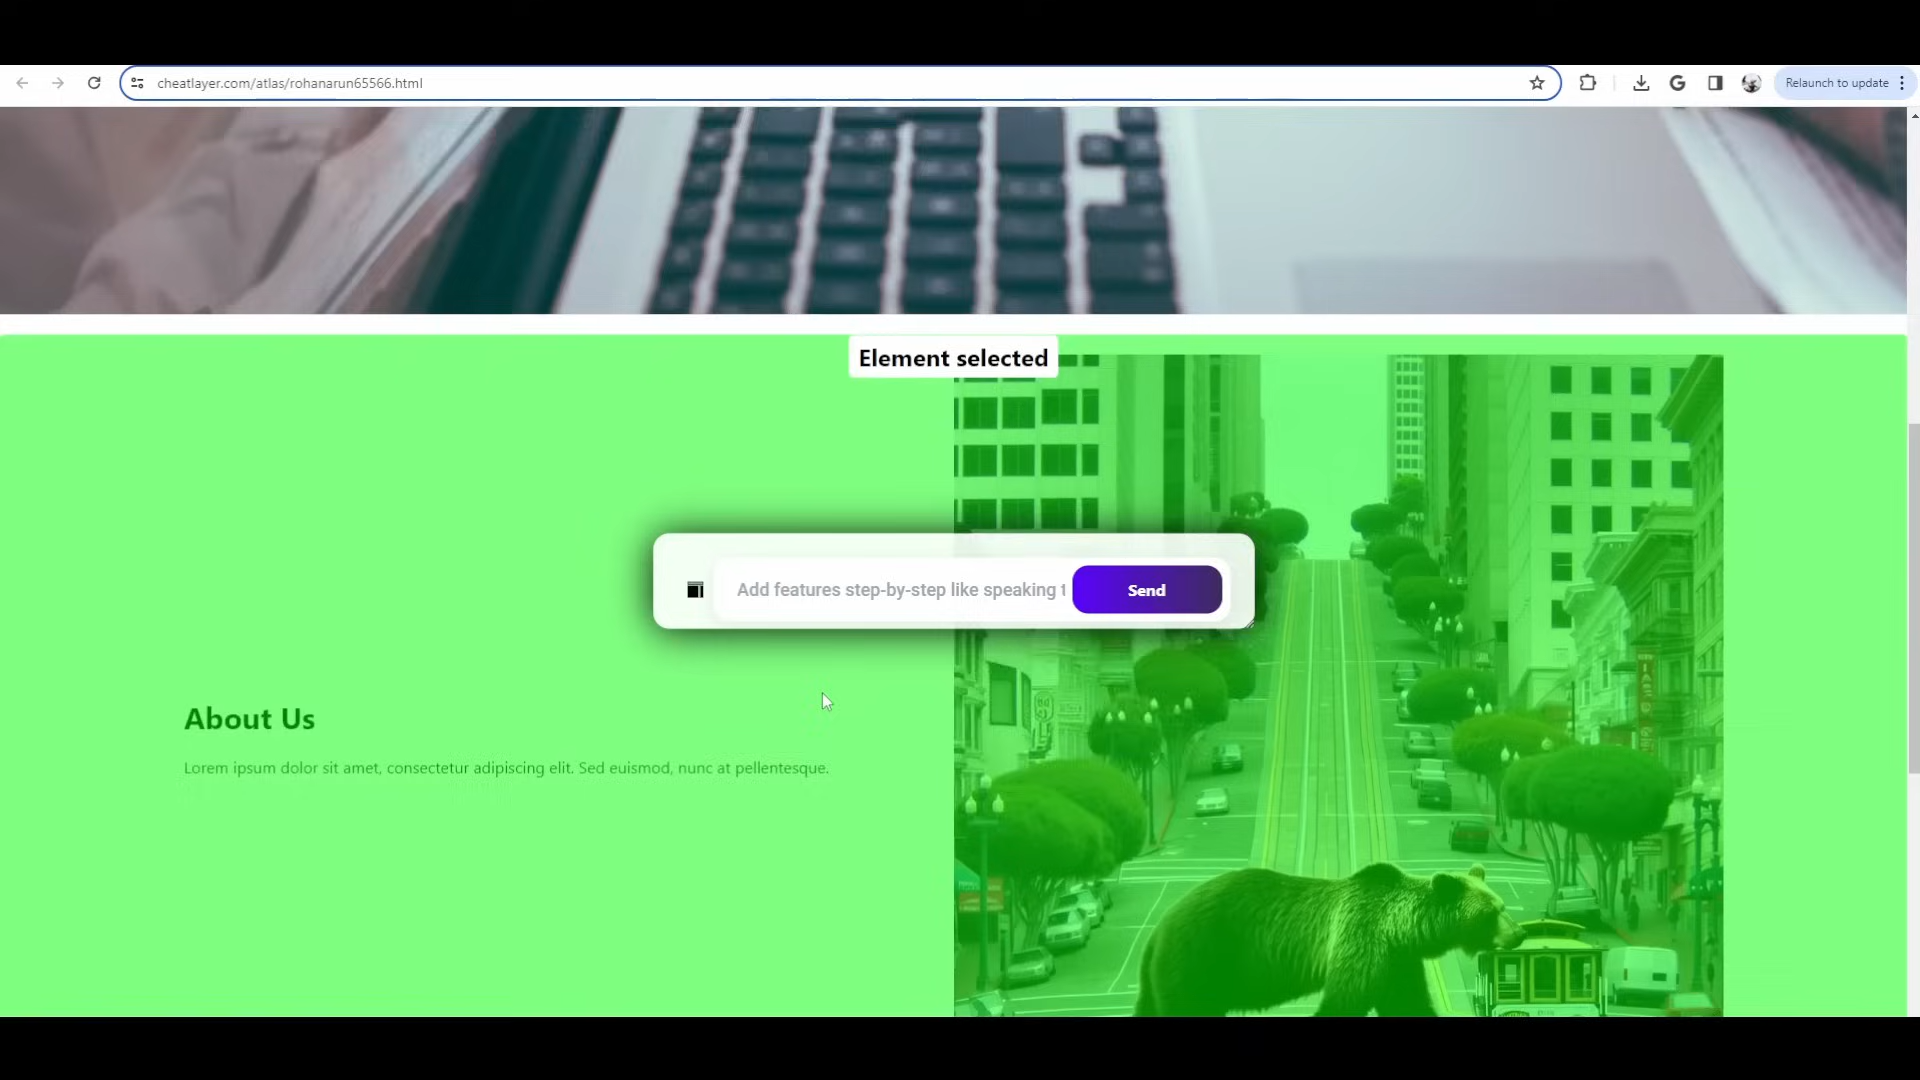 cheatlayer.com/atlas/rohanarun65566.html
Relaunch to update
Element selected
Add features step-by-step like speaking t
Send
About Us
Lorem ipsum dolor sit amet, consectetur adipiscing elit. Sed euismod, nunc at pellentesque.